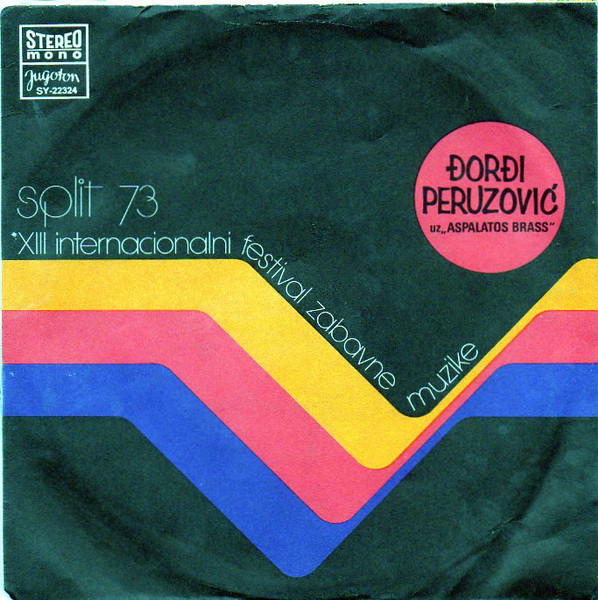 STEREO
mono
Jugoton
SY-22324
split 73
*XIII internacionalni festival zabavne muzike
ĐORĐI
PERUZOVIĆ
uz„ASPALATOS BRASS“